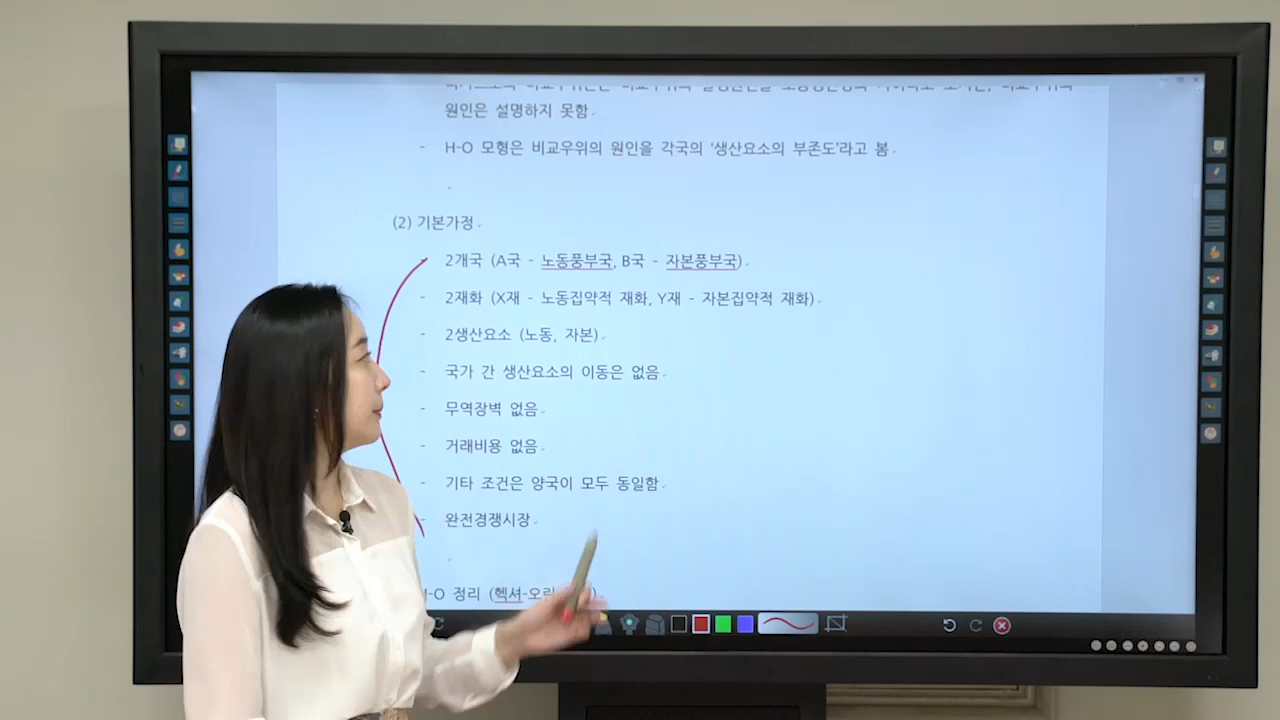 원인은 설명하지 못함
- H-O 모형은 비교우위의 원인을 각국의 '생산요소의 부존도'라고 봄
(2) 기본가정
- 2개국 (A국 - 노동풍부국, B국 - 자본풍부국)
- 2재화 (X재 - 노동집약적 재화, Y재 - 자본집약적 재화)
- 2생산요소 (노동, 자본)
- 국가 간 생산요소의 이동은 없음
- 무역장벽 없음
- 거래비용 없음
- 기타 조건은 양국이 모두 동일함
- 완전경쟁시장
정리 (헥셔-오린